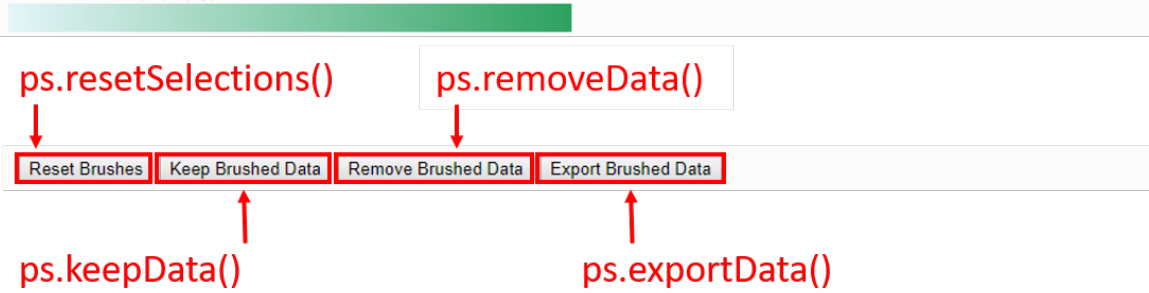 ps.resetSelections()
ps.removeData()
Reset Brushes
Keep Brushed Data
Remove Brushed Data
Export Brushed Data
ps.keepData()
ps.exportData()